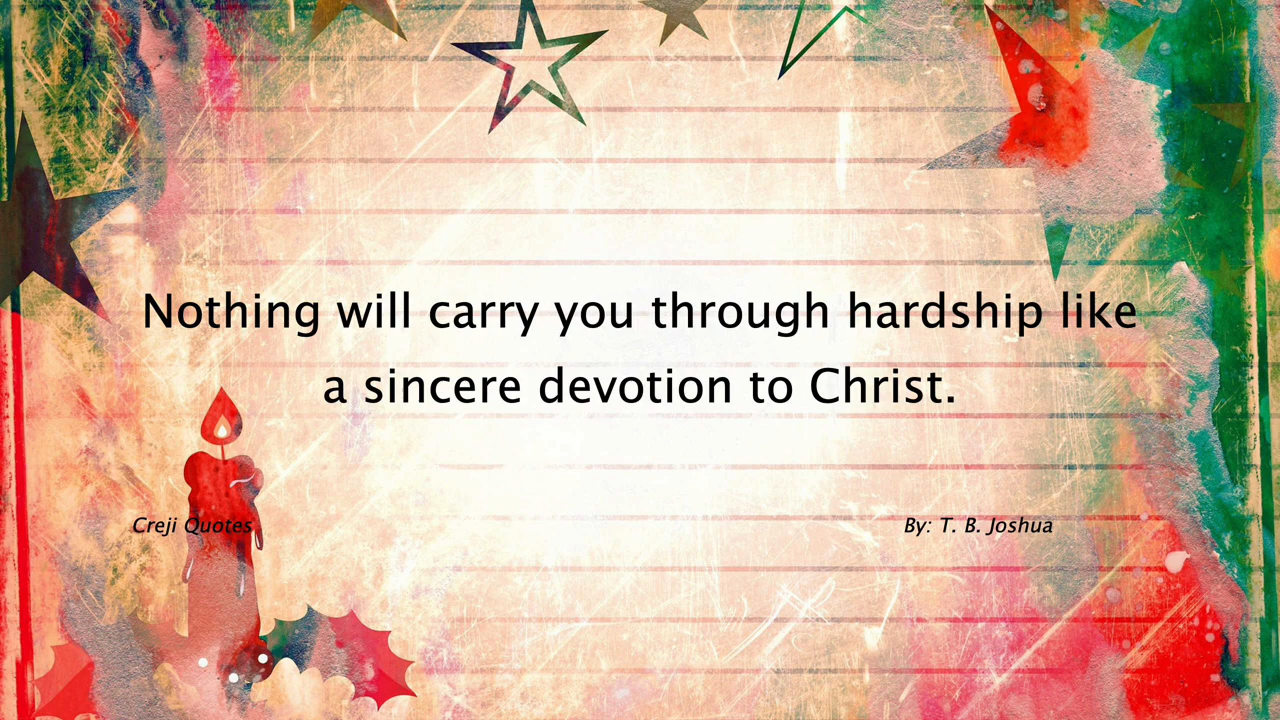 Nothing will carry you through hardship like
a sincere devotion to Christ.
Creji Quotes
By: T. B. Joshua